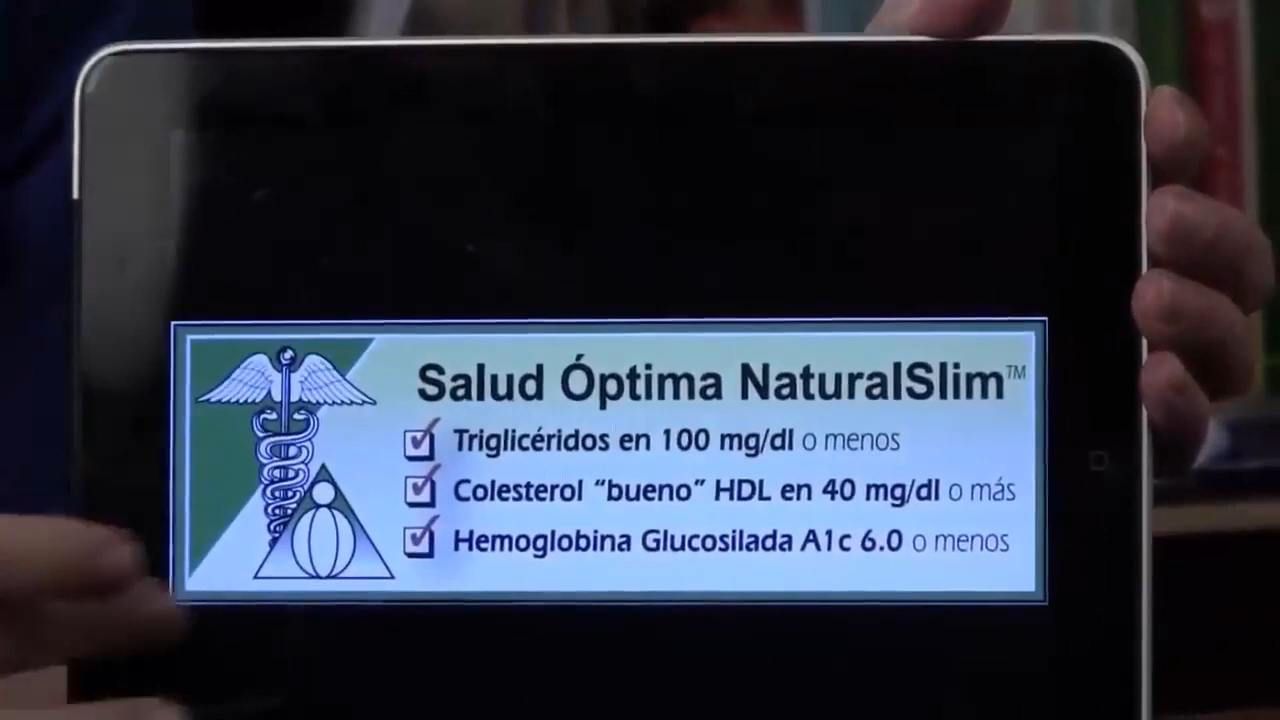 Salud Óptima NaturalSlim™
Triglicéridos en 100 mg/dl o menos
Colesterol “bueno” HDL en 40 mg/dl o más
Hemoglobina Glucosilada A1c 6.0 o menos